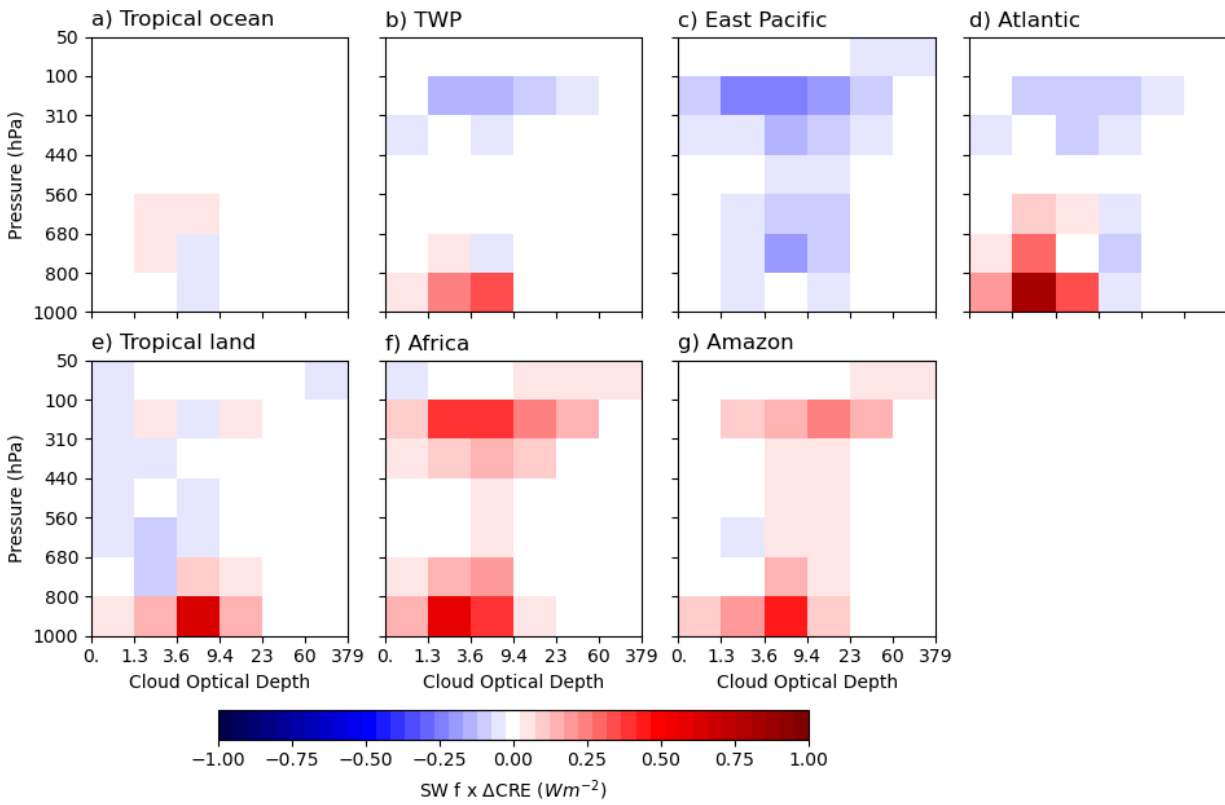 a) Tropical ocean
b) TWP
c) East Pacific
d) Atlantic
50
100
310
440
560
680
800
1000
Pressure (hPa)
e) Tropical land
f) Africa
g) Amazon
50
100
310
440
560
680
800
1000
Pressure (hPa)
0. 1.3 3.6 9.4 23 60 379
0. 1.3 3.6 9.4 23 60 379
0. 1.3 3.6 9.4 23 60 379
Cloud Optical Depth
Cloud Optical Depth
Cloud Optical Depth
−1.00 −0.75 −0.50 −0.25 0.00 0.25 0.50 0.75 1.00
SW f x ΔCRE (Wm⁻²)